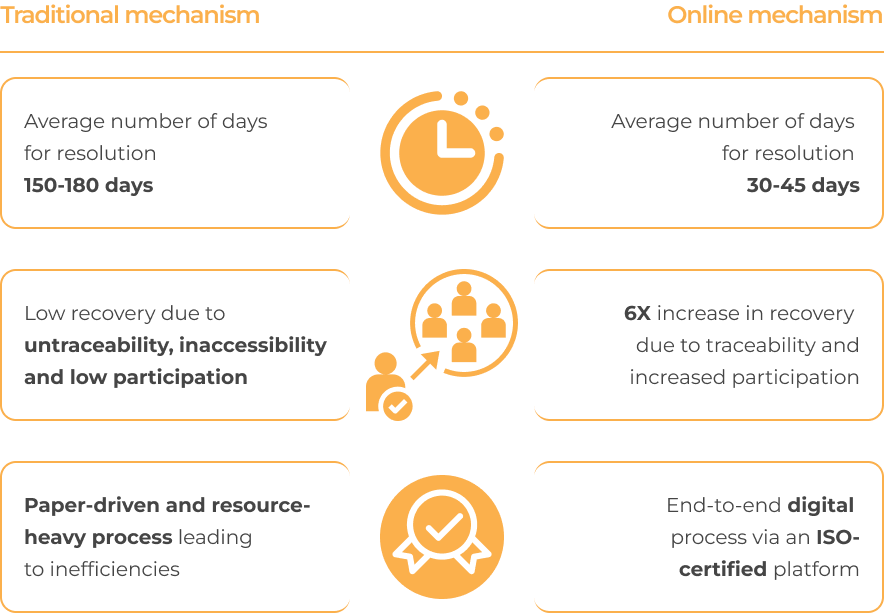 Traditional mechanism
Online mechanism
Average number of days
for resolution
150-180 days
Average number of days
for resolution
30-45 days
Low recovery due to
untraceability, inaccessibility
and low participation
6X increase in recovery
due to traceability and
increased participation
Paper-driven and resource-
heavy process leading
to inefficiencies
End-to-end digital
process via an ISO-
certified platform